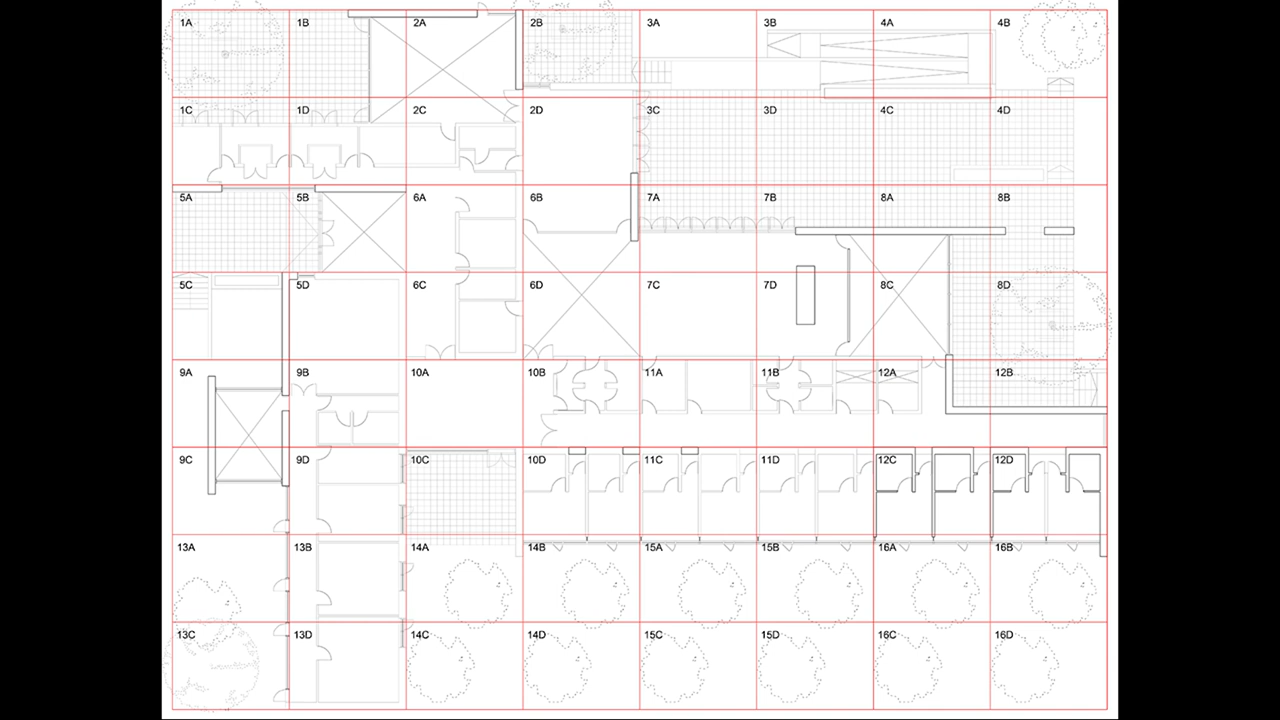 1A 1B 2A 2B 3A 3B 4A 4B
1C 1D 2C 2D 3C 3D 4C 4D
5A 5B 6A 6B 7A 7B 8A 8B
5C 5D 6C 6D 7C 7D 8C 8D
9A 9B 10A 10B 11A 11B 12A 12B
9C 9D 10C 10D 11C 11D 12C 12D
13A 13B 14A 14B 15A 15B 16A 16B
13C 13D 14C 14D 15C 15D 16C 16D